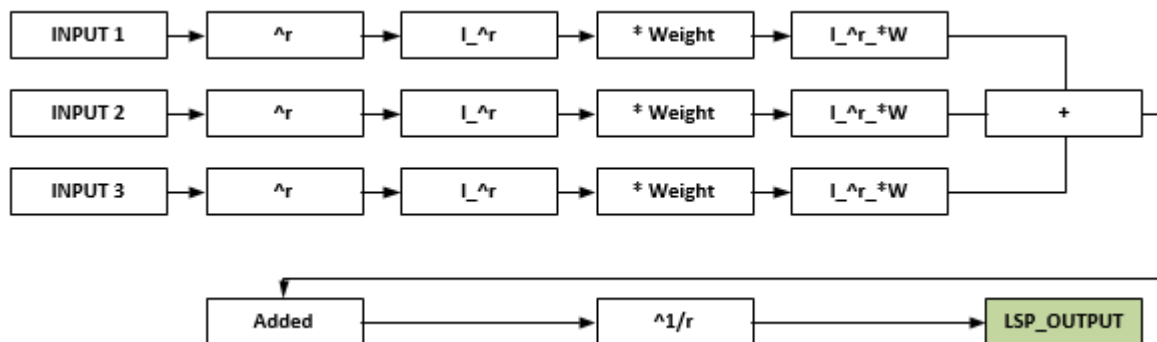 INPUT 1 ^r I_^r * Weight I_^r_*W
INPUT 2 ^r I_^r * Weight I_^r_*W +
INPUT 3 ^r I_^r * Weight I_^r_*W
Added ^1/r LSP_OUTPUT